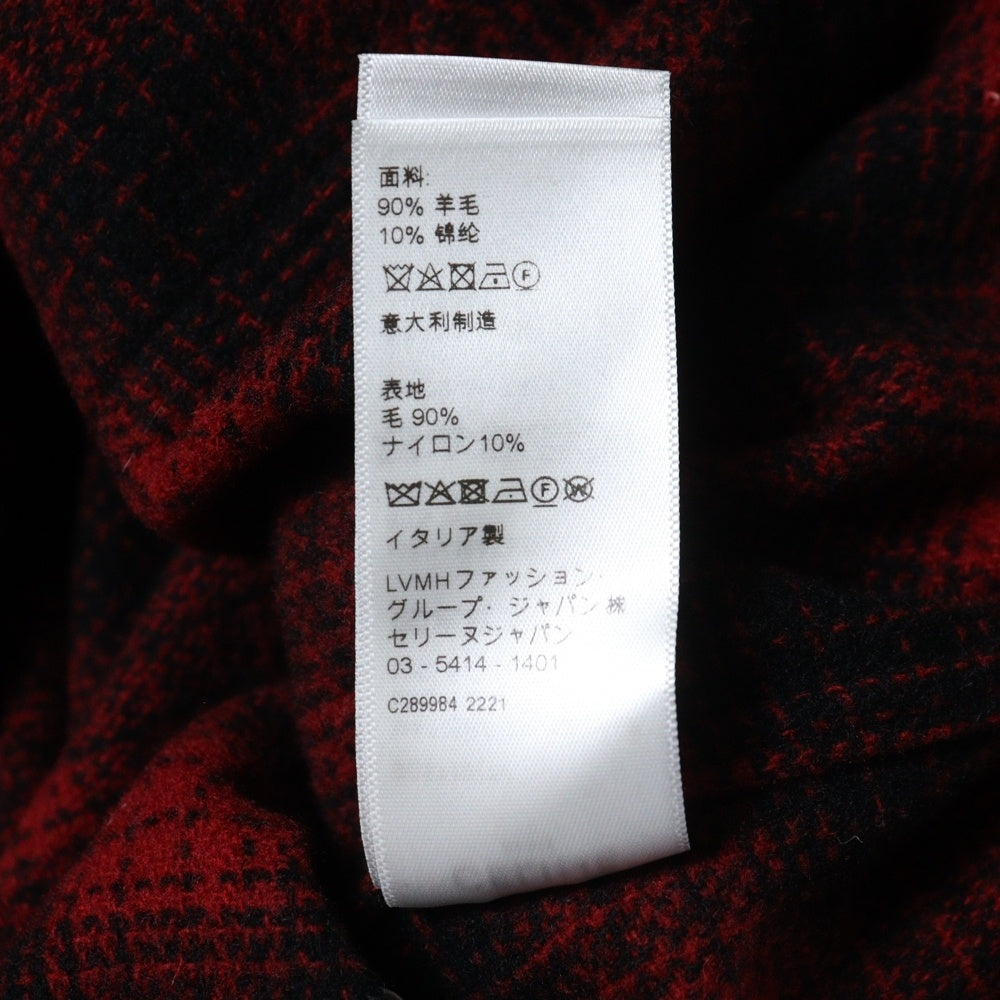 面料:
90% 羊毛
10% 锦纶
F
意大利制造
表地
毛 90%
ナイロン10%
F W
イタリア製
LVMHファッション・
グループ・ジャパン 株
セリーヌジャパン
03 - 5414 - 1401
C289984 2221